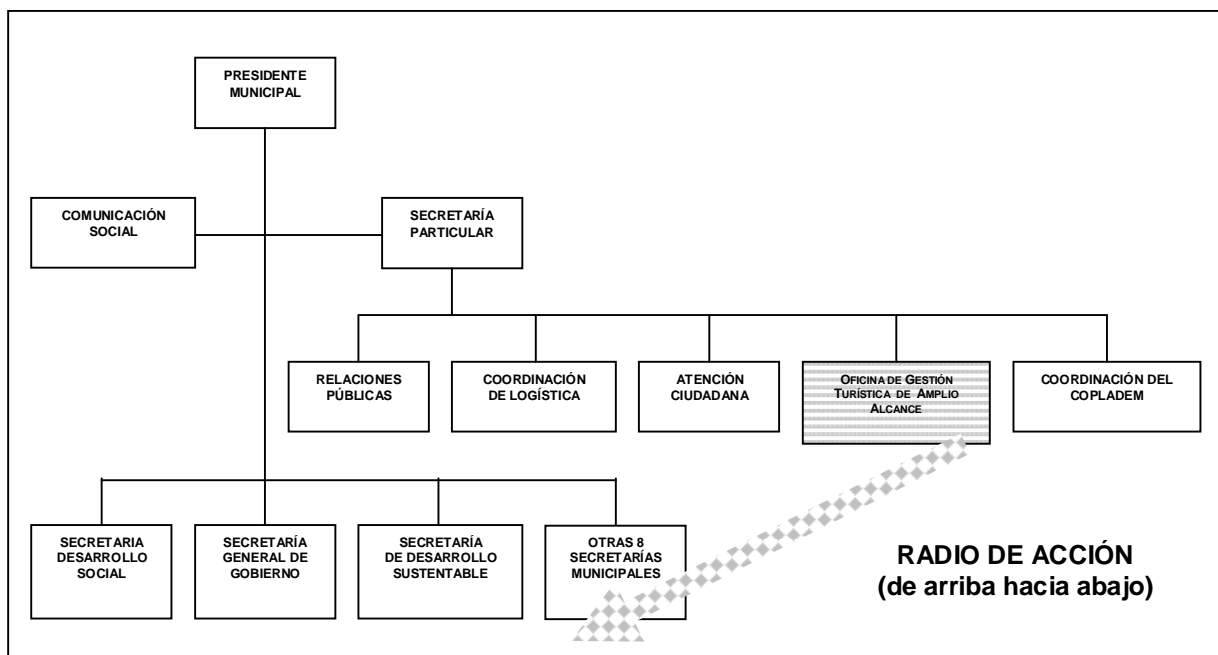 PRESIDENTE
MUNICIPAL
COMUNICACIÓN
SOCIAL
SECRETARÍA
PARTICULAR
RELACIONES
PÚBLICAS
COORDINACIÓN
DE LOGÍSTICA
ATENCIÓN
CIUDADANA
OFICINA DE GESTIÓN
TURÍSTICA DE AMPLIO
ALCANCE
COORDINACIÓN DEL
COPLADEM
SECRETARIA
DESARROLLO
SOCIAL
SECRETARÍA
GENERAL DE
GOBIERNO
SECRETARÍA
DE DESARROLLO
SUSTENTABLE
OTRAS 8
SECRETARÍAS
MUNICIPALES
RADIO DE ACCIÓN
(de arriba hacia abajo)